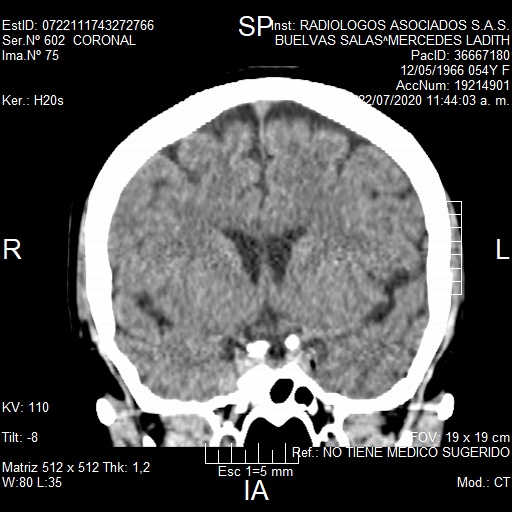 EstID: 0722111743272766
Ser.Nº 602 CORONAL
Ima.Nº 75
Ker.: H20s
SP
Inst: RADIOLOGOS ASOCIADOS S.A.S.
BUELVAS SALAS^MERCEDES LADITH
PacID: 36667180
12/05/1966 054Y F
AccNum: 19214901
22/07/2020 11:44:03 a. m.
R
L
KV: 110
Tilt: -8
Matriz 512 x 512 Thk: 1,2
W:80 L:35
Esc 1=5 mm
IA
FOV: 19 x 19 cm
Ref.: NO TIENE MEDICO SUGERIDO
Mod.: CT